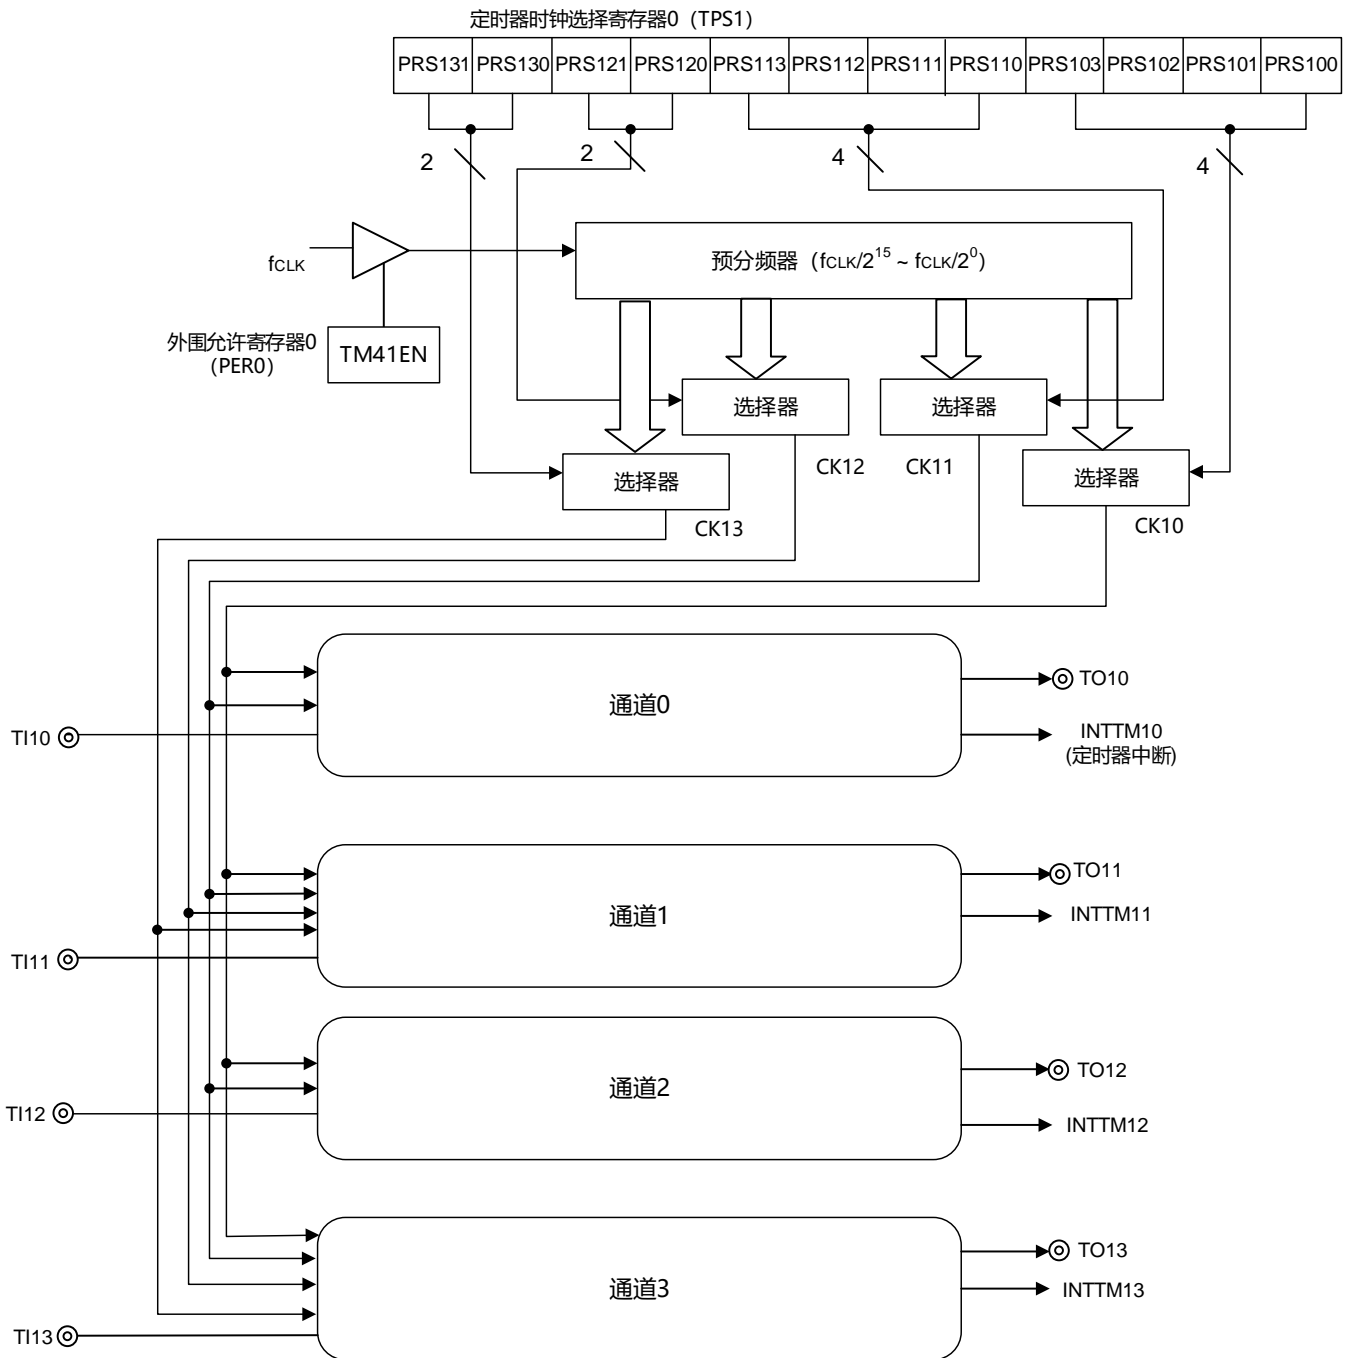 定时器时钟选择寄存器0（TPS1）
PRS131 PRS130 PRS121 PRS120 PRS113 PRS112 PRS111 PRS110 PRS103 PRS102 PRS101 PRS100
2
2
4
4
fCLK
预分频器（fCLK/2^15 ~ fCLK/2^0）
外围允许寄存器0
（PER0）
TM41EN
选择器
选择器
CK12
CK11
选择器
选择器
CK13
CK10
通道0
TO10
TI10
INTTM10
(定时器中断)
通道1
TO11
INTTM11
TI11
通道2
TO12
TI12
INTTM12
通道3
TO13
INTTM13
TI13